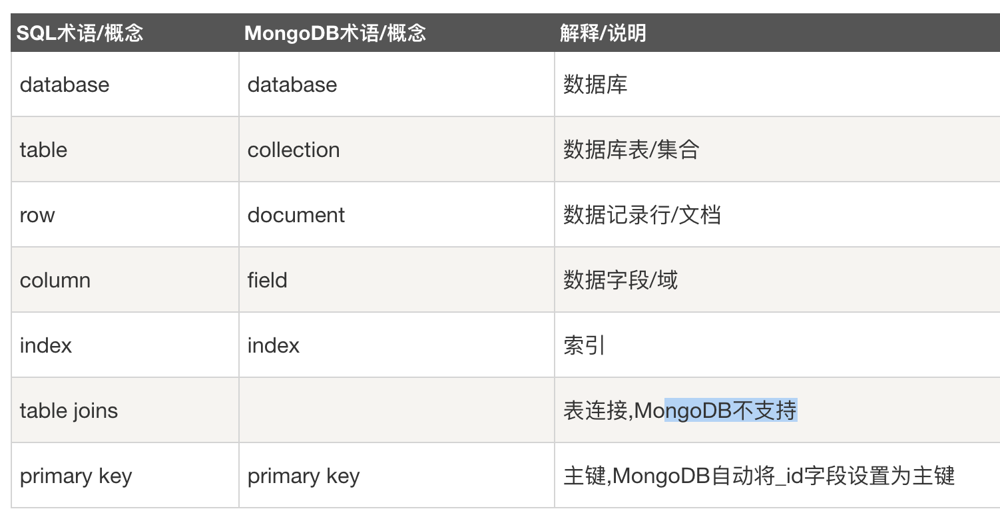 SQL术语/概念 MongoDB术语/概念 解释/说明
database database 数据库
table collection 数据库表/集合
row document 数据记录行/文档
column field 数据字段/域
index index 索引
table joins 表连接,MongoDB不支持
primary key primary key 主键,MongoDB自动将_id字段设置为主键